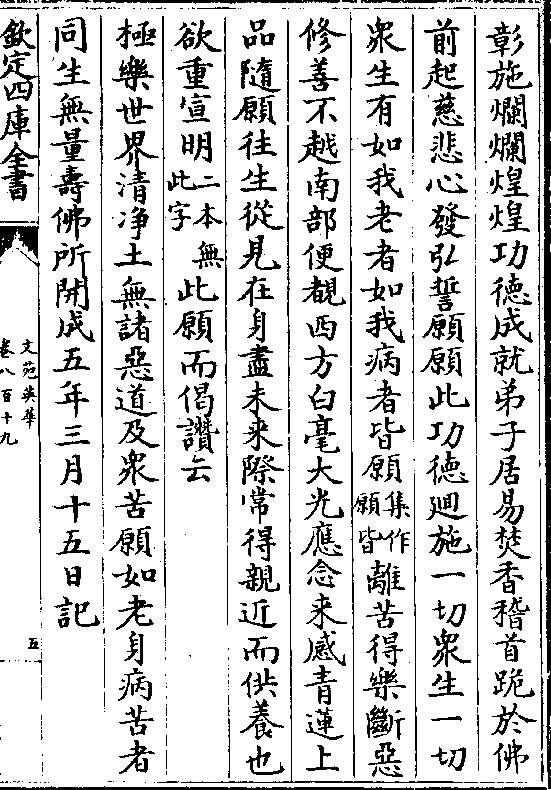 彰施爛爛煌煌功德成就弟子居易焚香稽首跪於佛
前起慈悲心發弘誓願願此功德廻施一切衆生一切
衆生有如我老者如我病者皆願集作願皆離苦得樂斷惡
修善不越南部便覩西方白毫大光應念来感青蓮上
品隨願往生從見在身盡未来際常得親近而供養也
欲重宣明二本無此字此願而偈讚云
極樂世界清净土無諸惡道及衆苦願如老身病苦者
同生無量壽佛所開成五年三月十五日記
欽定四庫全書
文苑英華
卷八百十九
五